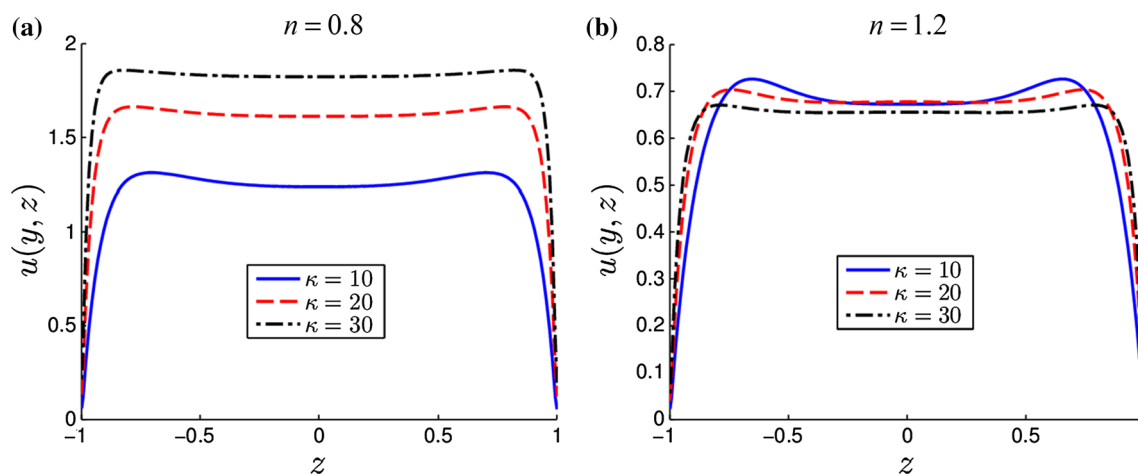 (a) n = 0.8
2
1.5
1
0.5
0
-1 -0.5 0 0.5 1
u(y, z)
z
κ = 10
κ = 20
κ = 30
(b) n = 1.2
0.8
0.7
0.6
0.5
0.4
0.3
0.2
0.1
0
-1 -0.5 0 0.5
u(y, z)
z
κ = 10
κ = 20
κ = 30